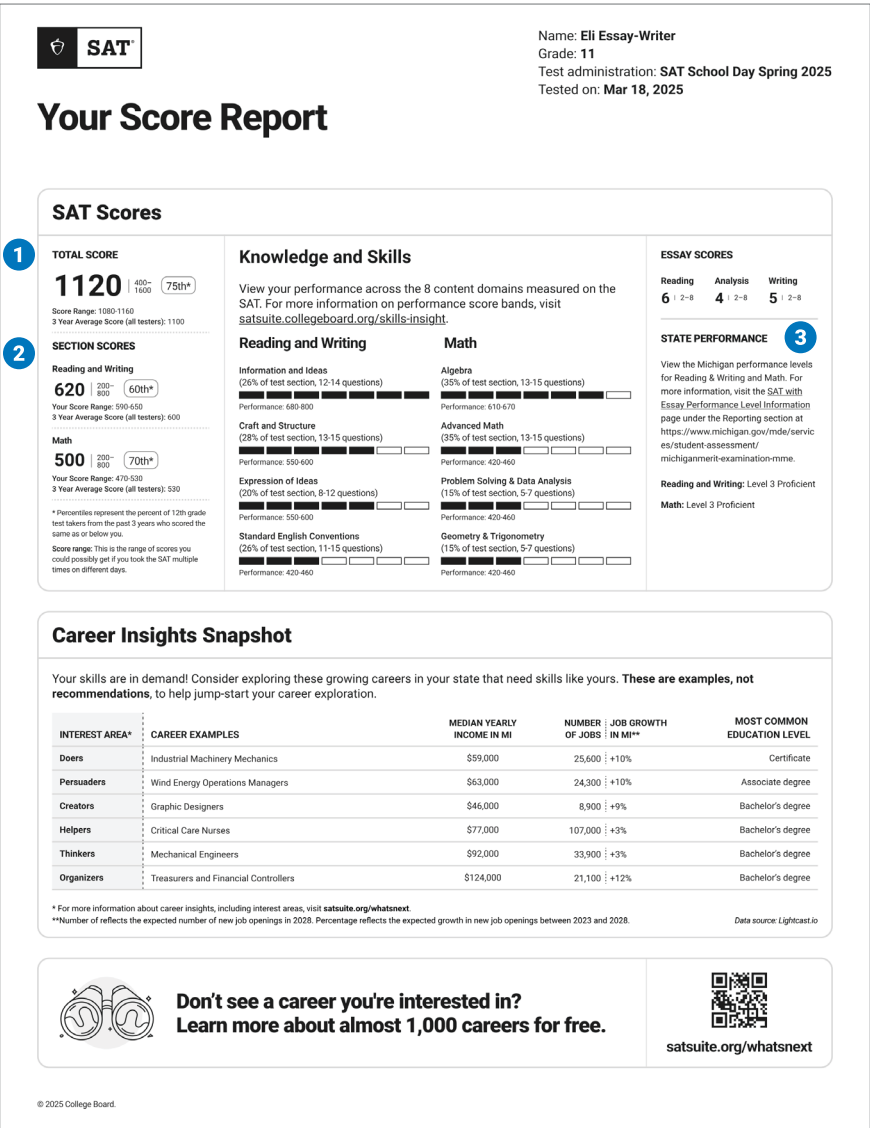 SAT®
Name: Eli Essay-Writer
Grade: 11
Test administration: SAT School Day Spring 2025
Tested on: Mar 18, 2025
Your Score Report
SAT Scores
1
TOTAL SCORE
1120 400–1600 75th*
Score Range: 1080-1160
3 Year Average Score (all testers): 1100
2
SECTION SCORES
Reading and Writing
620 200–800 60th*
Your Score Range: 590-650
3 Year Average Score (all testers): 600
Math
500 200–800 70th*
Your Score Range: 470-530
3 Year Average Score (all testers): 530
* Percentiles represent the percent of 12th grade
test takers from the past 3 years who scored the
same as or below you.
Score range: This is the range of scores you
could possibly get if you took the SAT multiple
times on different days.
Knowledge and Skills
View your performance across the 8 content domains measured on the
SAT. For more information on performance score bands, visit
satsuite.collegeboard.org/skills-insight.
Reading and Writing
Information and Ideas
(26% of test section, 12-14 questions)
Performance: 680-800
Craft and Structure
(28% of test section, 13-15 questions)
Performance: 550-600
Expression of Ideas
(20% of test section, 8-12 questions)
Performance: 550-600
Standard English Conventions
(26% of test section, 11-15 questions)
Performance: 420-460
Math
Algebra
(35% of test section, 13-15 questions)
Performance: 610-670
Advanced Math
(35% of test section, 13-15 questions)
Performance: 420-460
Problem Solving & Data Analysis
(15% of test section, 5-7 questions)
Performance: 420-460
Geometry & Trigonometry
(15% of test section, 5-7 questions)
Performance: 420-460
ESSAY SCORES
Reading Analysis Writing
6 | 2–8 4 | 2–8 5 | 2–8
STATE PERFORMANCE
3
View the Michigan performance levels
for Reading & Writing and Math. For
more information, visit the SAT with
Essay Performance Level Information
page under the Reporting section at
https://www.michigan.gov/mde/servic
es/student-assessment/
michiganmerit-examination-mme.
Reading and Writing: Level 3 Proficient
Math: Level 3 Proficient
Career Insights Snapshot
Your skills are in demand! Consider exploring these growing careers in your state that need skills like yours. These are examples, not
recommendations, to help jump-start your career exploration.
INTEREST AREA* CAREER EXAMPLES MEDIAN YEARLY INCOME IN MI NUMBER OF JOBS JOB GROWTH IN MI** MOST COMMON EDUCATION LEVEL
Doers Industrial Machinery Mechanics $59,000 25,600 +10% Certificate
Persuaders Wind Energy Operations Managers $63,000 24,300 +10% Associate degree
Creators Graphic Designers $46,000 8,900 +9% Bachelor's degree
Helpers Critical Care Nurses $77,000 107,000 +3% Bachelor's degree
Thinkers Mechanical Engineers $92,000 33,900 +3% Bachelor's degree
Organizers Treasurers and Financial Controllers $124,000 21,100 +12% Bachelor's degree
* For more information about career insights, including interest areas, visit satsuite.org/whatsnext.
**Number of reflects the expected number of new job openings in 2028. Percentage reflects the expected growth in new job openings between 2023 and 2028.
Data source: Lightcast.io
Don't see a career you're interested in?
Learn more about almost 1,000 careers for free.
satsuite.org/whatsnext
© 2025 College Board.